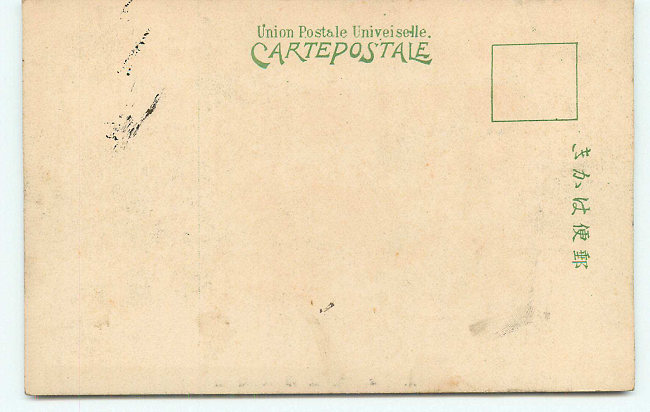 Union Postale Univeiselle.
CARTEPOSTALE
郵便はかき